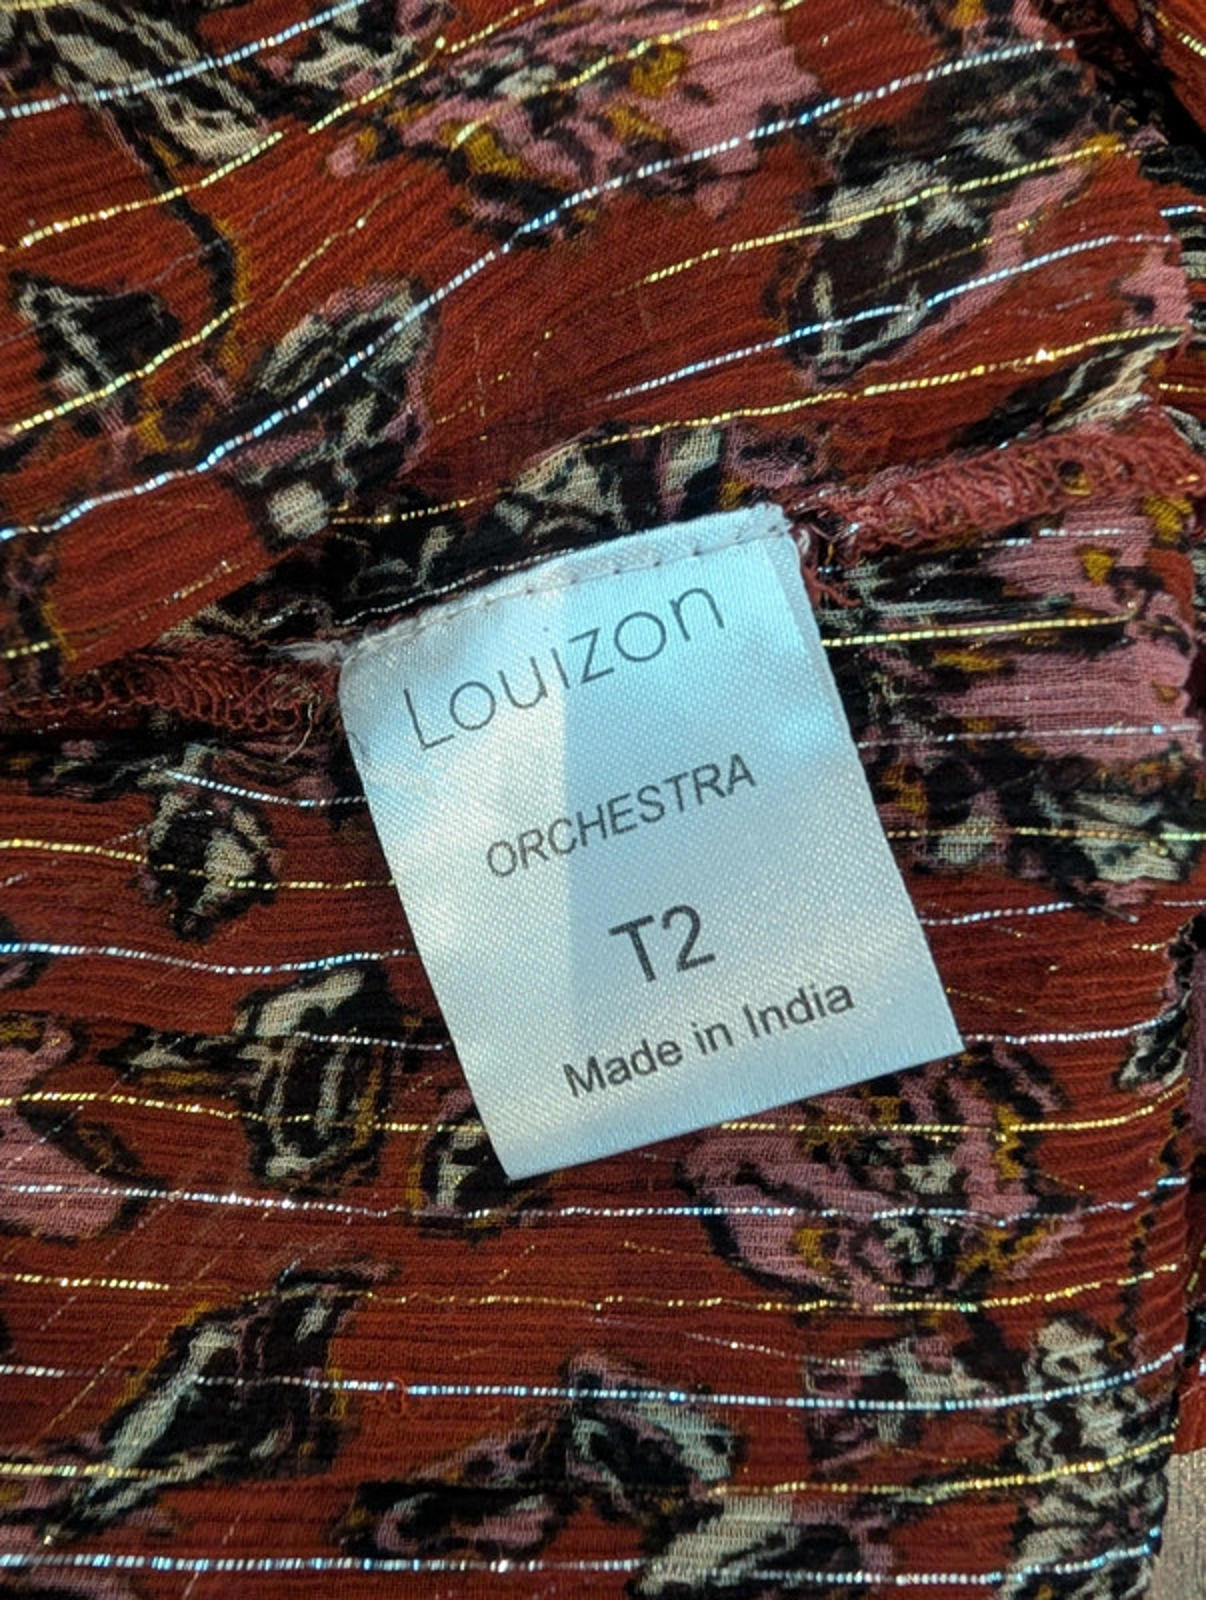 Louizon
ORCHESTRA
T2
Made in India